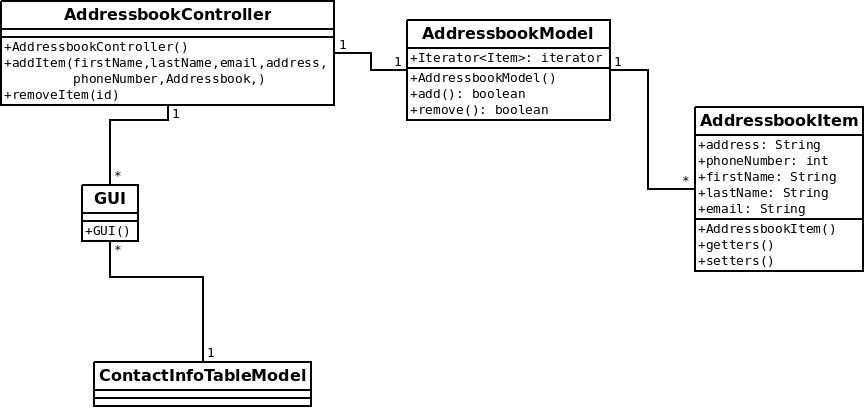 AddressbookController
+AddressbookController()
+addItem(firstName,lastName,email,address,
phoneNumber,Addressbook,)
+removeItem(id)
1
1
AddressbookModel
+Iterator<Item>: iterator
+AddressbookModel()
+add(): boolean
+remove(): boolean
1
*
AddressbookItem
+address: String
+phoneNumber: int
+firstName: String
+lastName: String
+email: String
+AddressbookItem()
+getters()
+setters()
1
*
GUI
+GUI()
*
1
ContactInfoTableModel